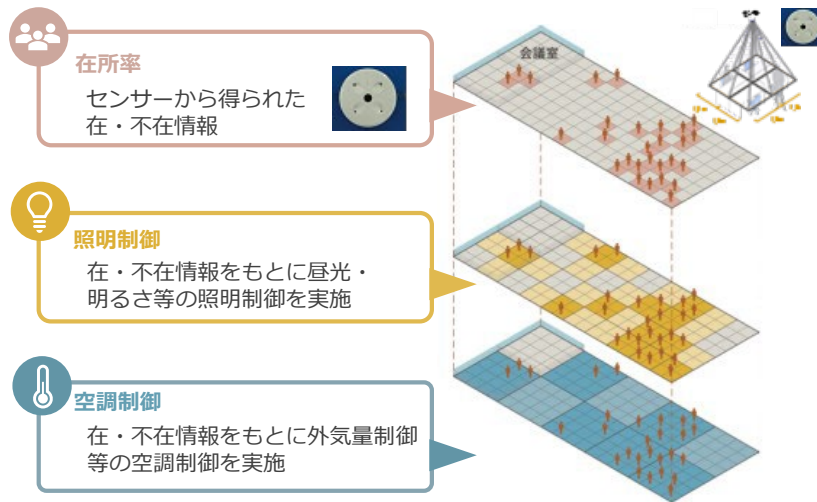 在所率
センサーから得られた
在・不在情報
会議室
照明制御
在・不在情報をもとに昼光・
明るさ等の照明制御を実施
空調制御
在・不在情報をもとに外気量制御
等の空調制御を実施